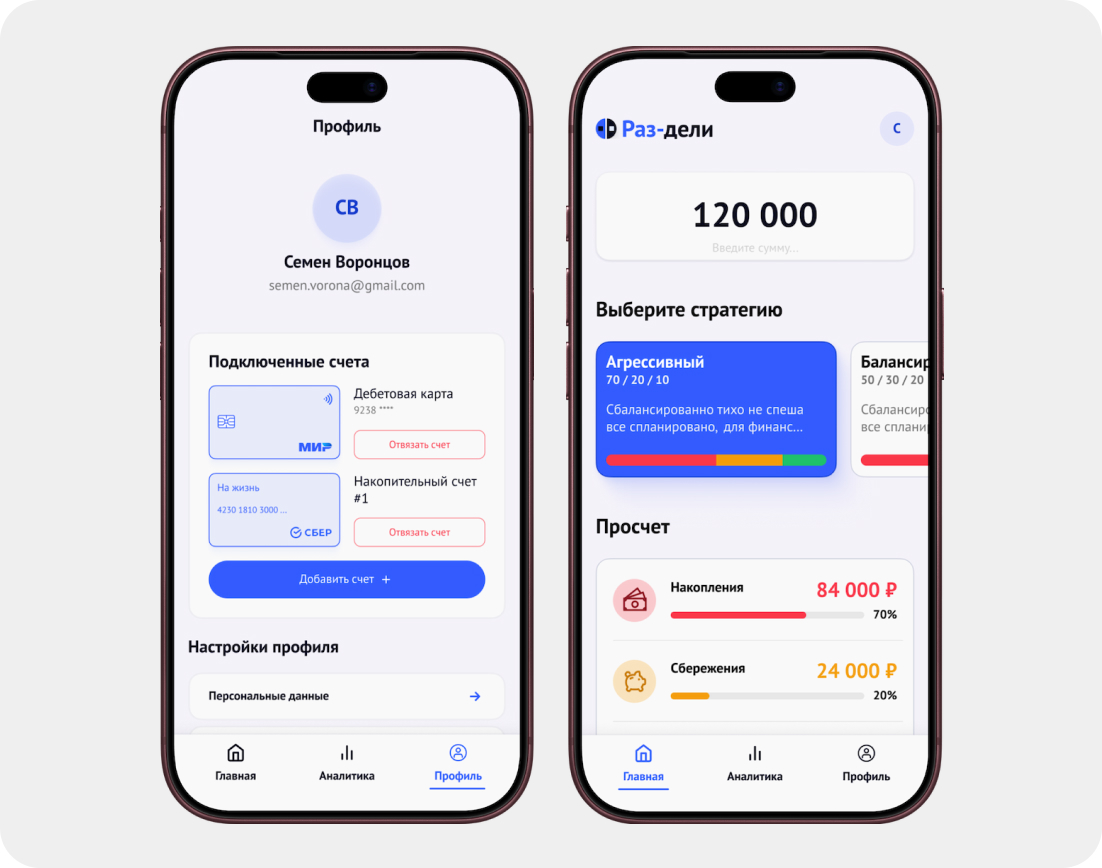 Профиль
СВ
Семен Воронцов
semen.vorona@gmail.com
Подключенные счета
МИР
Дебетовая карта
9238 ****
Отвязать счет
На жизнь
4230 1810 3000 ...
СБЕР
Накопительный счет
#1
Отвязать счет
Добавить счет +
Настройки профиля
Персональные данные
Главная
Аналитика
Профиль
Раз-дели
С
120 000
Введите сумму...
Выберите стратегию
Агрессивный
70 / 20 / 10
Сбалансированно тихо не спеша
все спланировано, для финанс...
Балансир
50 / 30 / 20
Сбалансирс
все сплани
Просчет
Накопления
84 000 ₽
70%
Сбережения
24 000 ₽
20%
Главная
Аналитика
Профиль